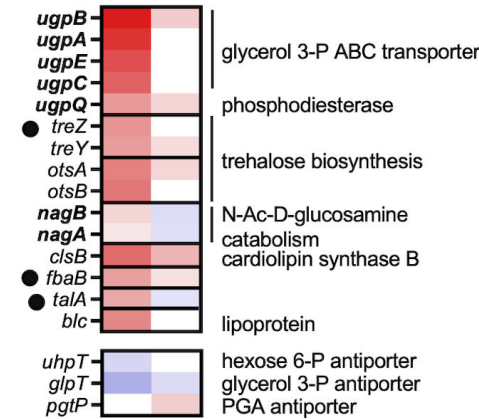 ugpB
ugpA
ugpE
ugpC
glycerol 3-P ABC transporter
ugpQ phosphodiesterase
treZ
treY
otsA
otsB
trehalose biosynthesis
nagB
nagA
N-Ac-D-glucosamine
catabolism
clsB cardiolipin synthase B
fbaB
talA
blc lipoprotein
uhpT hexose 6-P antiporter
glpT glycerol 3-P antiporter
pgtP PGA antiporter